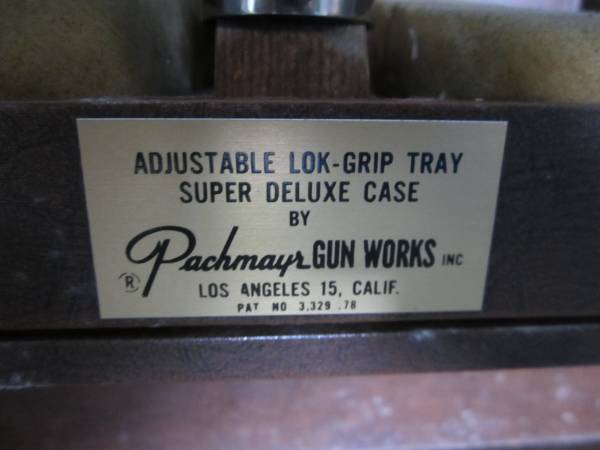 ADJUSTABLE LOK-GRIP TRAY
SUPER DELUXE CASE
BY
® Pachmayr GUN WORKS INC
LOS ANGELES 15, CALIF.
PAT NO 3,329 .78